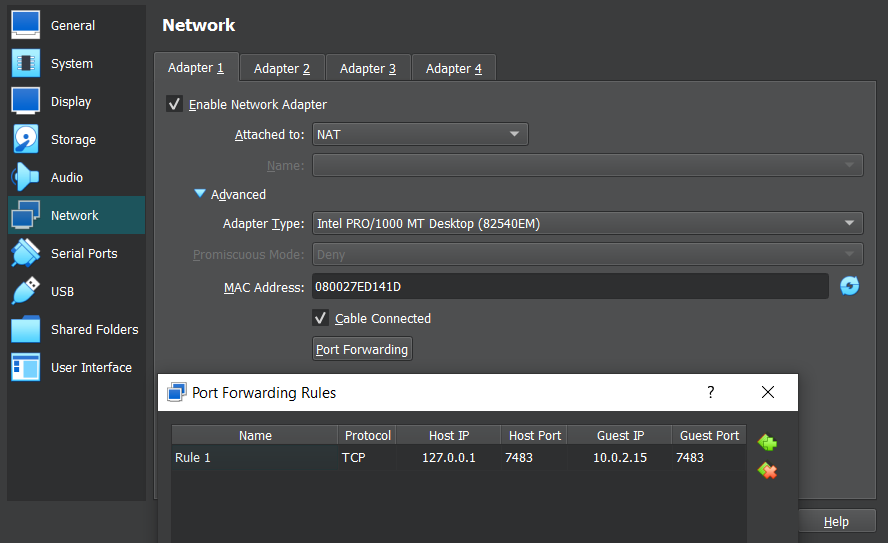 General
System
Display
Storage
Audio
Network
Serial Ports
USB
Shared Folders
User Interface
Network
Adapter 1 Adapter 2 Adapter 3 Adapter 4
Enable Network Adapter
Attached to: NAT
Name:
Advanced
Adapter Type: Intel PRO/1000 MT Desktop (82540EM)
Promiscuous Mode: Deny
MAC Address: 080027ED141D
Cable Connected
Port Forwarding
Port Forwarding Rules ?
Name Protocol Host IP Host Port Guest IP Guest Port
Rule 1 TCP 127.0.0.1 7483 10.0.2.15 7483
Help